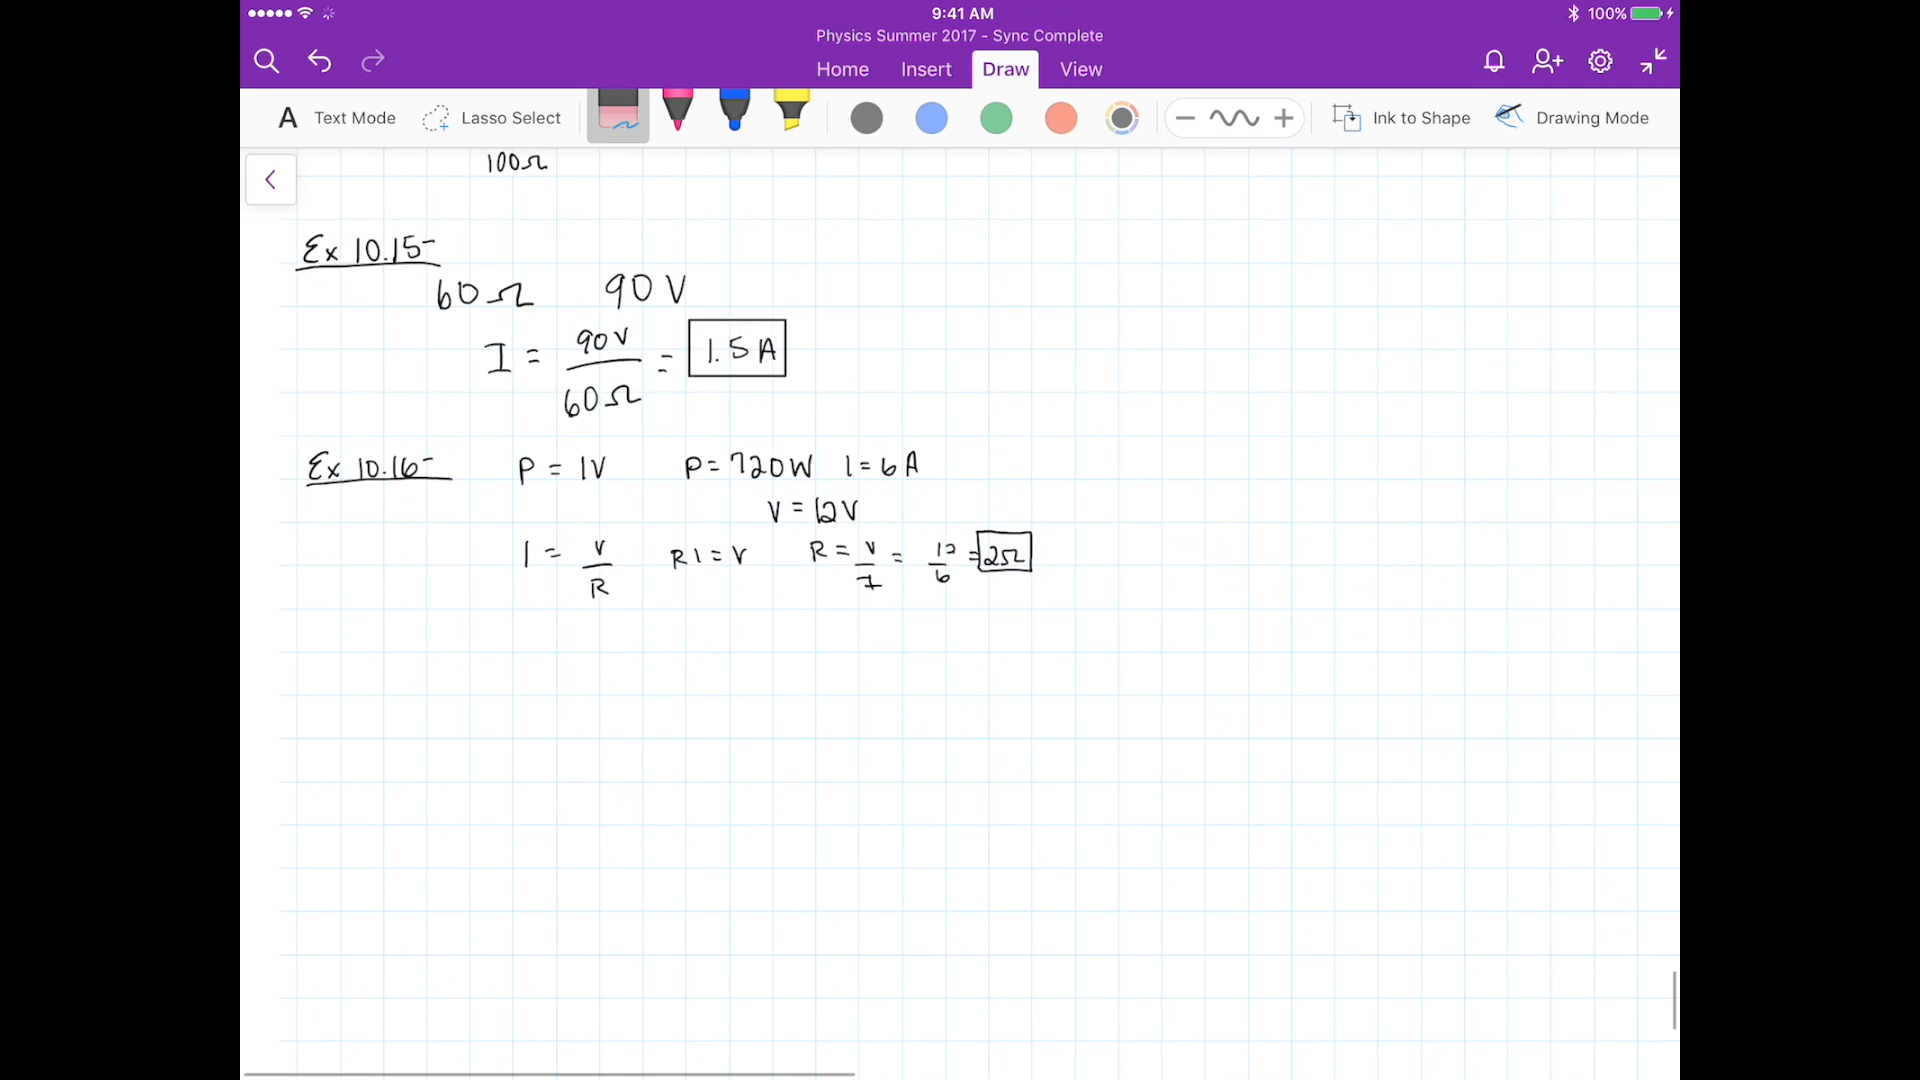 9:41 AM
100%
Physics Summer 2017 - Sync Complete
Home Insert Draw View
A Text Mode Lasso Select Ink to Shape Drawing Mode
100Ω
Ex 10.15-
60Ω 90V
I = 90V / 60Ω = 1.5A
Ex 10.16- P = IV P=720W I=6A
V = 12V
I = V / R RI = V R = V / I = 12 / 6 = 2Ω